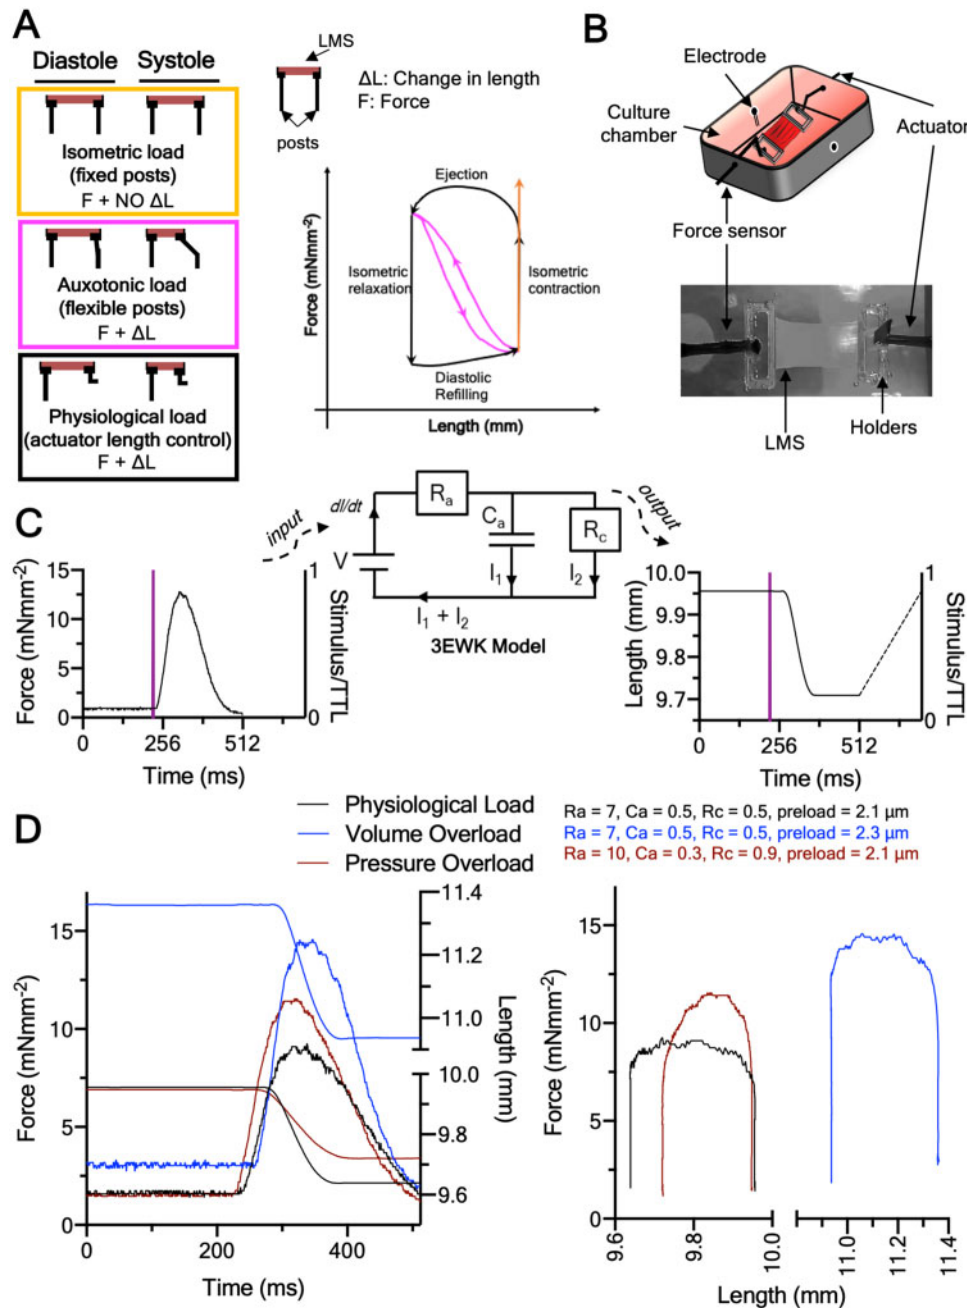 A
Diastole Systole
Isometric load
(fixed posts)
F + NO ΔL
Auxotonic load
(flexible posts)
F + ΔL
Physiological load
(actuator length control)
F + ΔL
LMS
posts
ΔL: Change in length
F: Force
Force (mNmm-2)
Ejection
Isometric
relaxation
Isometric
contraction
Diastolic
Refilling
Length (mm)
B
Electrode
Culture
chamber
Actuator
Force sensor
LMS
Holders
C
input
dI/dt
Ra
Ca
Rc
V
I1
I2
I1 + I2
output
3EWK Model
Force (mNmm-2)
15
10
5
0
0 256 512
Time (ms)
1
0
Stimulus/TTL
Length (mm)
10.0
9.9
9.8
9.7
0 256 512
Time (ms)
1
0
Stimulus/TTL
D
Physiological Load
Volume Overload
Pressure Overload
Ra = 7, Ca = 0.5, Rc = 0.5, preload = 2.1 µm
Ra = 7, Ca = 0.5, Rc = 0.5, preload = 2.3 µm
Ra = 10, Ca = 0.3, Rc = 0.9, preload = 2.1 µm
Force (mNmm-2)
15
10
5
0
0 200 400
Time (ms)
11.4
11.2
11.0
10.0
9.8
9.6
Length (mm)
Force (mNmm-2)
15
10
5
0
9.6 9.8 10.0 11.0 11.2 11.4
Length (mm)